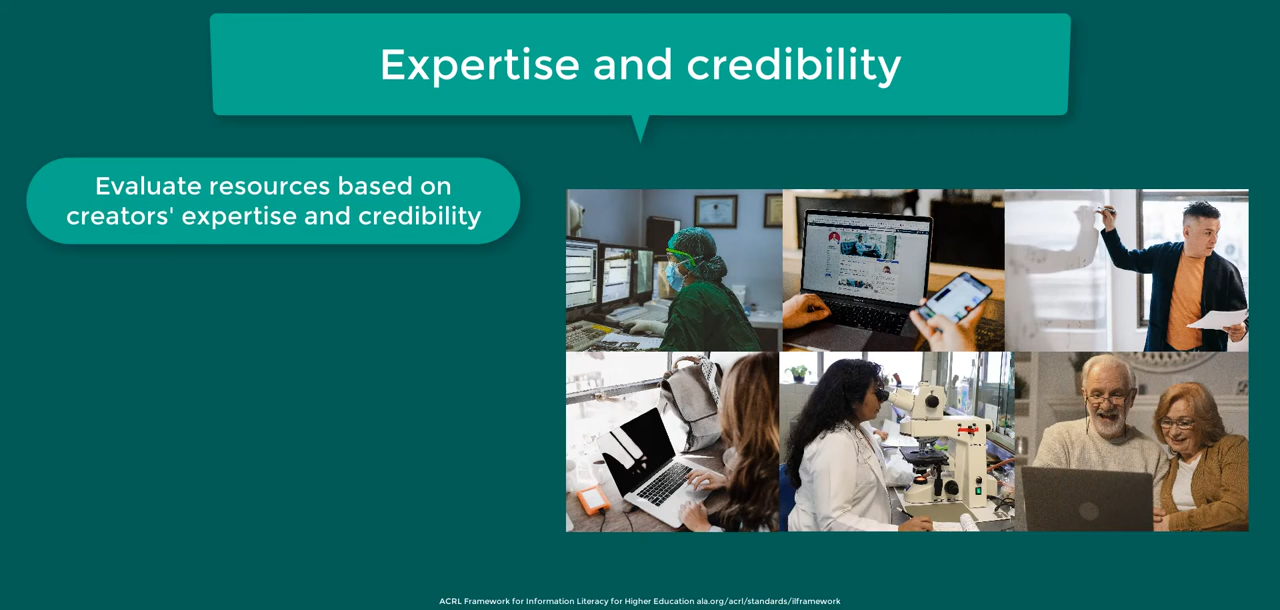 Expertise and credibility
Evaluate resources based on
creators' expertise and credibility
ACRL Framework for Information Literacy for Higher Education ala.org/acrl/standards/ilframework